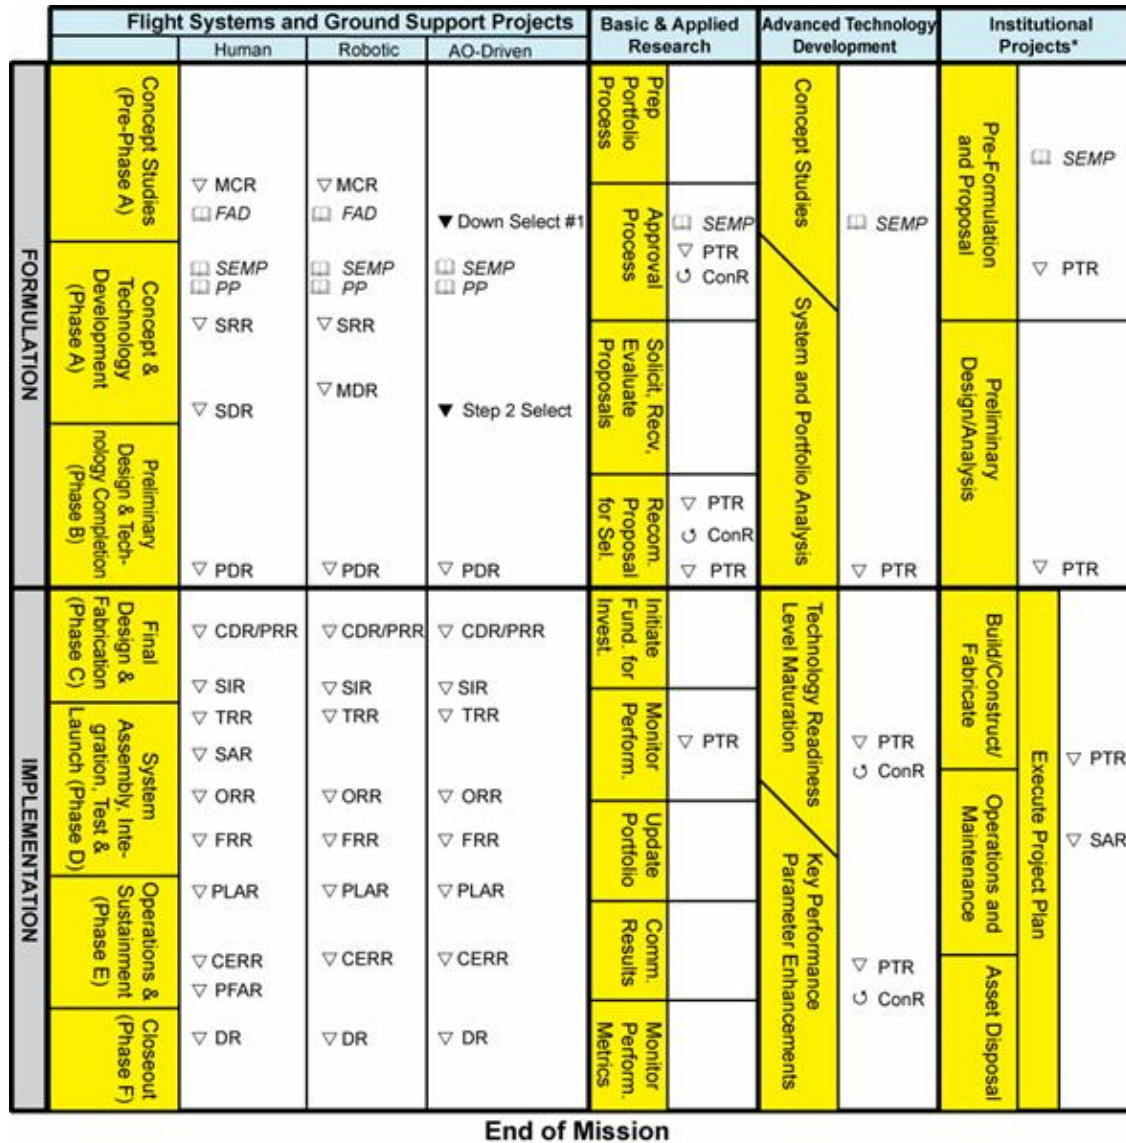 Flight Systems and Ground Support Projects
Human
Robotic
AO-Driven
Basic & Applied
Research
Advanced Technology
Development
Institutional
Projects*
FORMULATION
Concept Studies
(Pre-Phase A)
MCR
FAD
MCR
FAD
Down Select #1
Concept &
Technology
Development
(Phase A)
SEMP
PP
SRR
SDR
SEMP
PP
SRR
MDR
SEMP
PP
Step 2 Select
Preliminary
Design & Tech-
nology Completion
(Phase B)
PDR
PDR
PDR
Prep
Portfolio
Process
Approval
Process
SEMP
PTR
ConR
Solicit, Recv,
Evaluate
Proposals
Recom.
Proposal
for Sel.
PTR
ConR
PTR
Concept Studies
SEMP
System and Portfolio Analysis
PTR
Pre-Formulation
and Proposal
SEMP
PTR
Preliminary
Design/Analysis
PTR
IMPLEMENTATION
Final
Design &
Fabrication
(Phase C)
CDR/PRR
SIR
CDR/PRR
SIR
CDR/PRR
SIR
System
Assembly, Inte-
gration, Test &
Launch (Phase D)
TRR
SAR
ORR
FRR
TRR
ORR
FRR
TRR
ORR
FRR
Operations &
Sustainment
(Phase E)
PLAR
CERR
PFAR
PLAR
CERR
PLAR
CERR
Closeout
(Phase F)
DR
DR
DR
Initiate
Fund. for
Invest.
Monitor
Perform.
PTR
Update
Portfolio
Comm.
Results
Monitor
Perform.
Metrics
Technology Readiness
Level Maturation
PTR
ConR
Key Performance
Parameter Enhancements
PTR
ConR
Build/Construct/
Fabricate
Operations and
Maintenance
Asset Disposal
Execute Project Plan
PTR
SAR
End of Mission